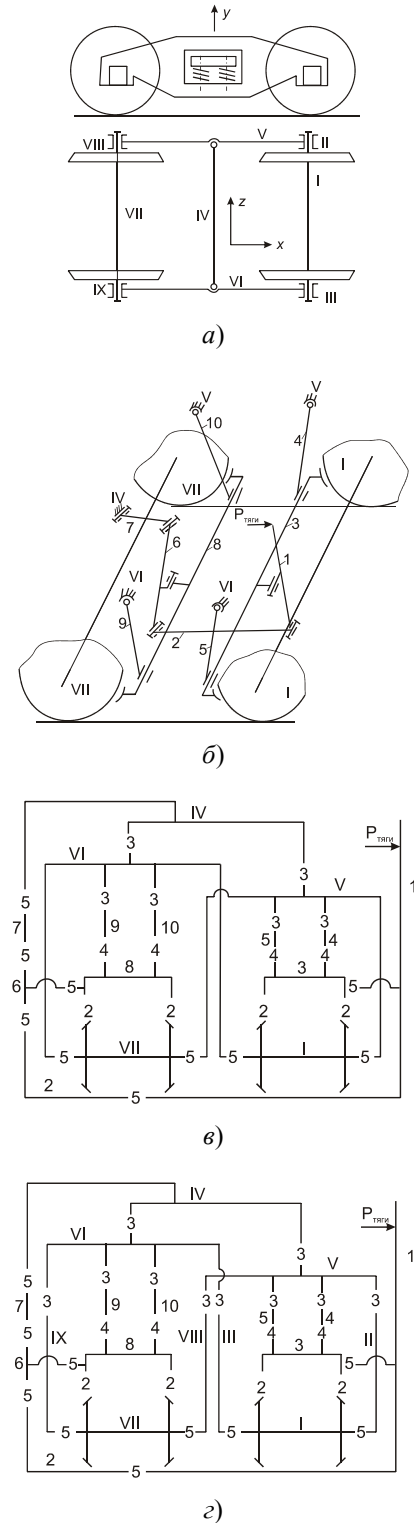 y
VIII V II
I
VII IV z
x
IX VI III
а)
V V
10 4
I
VII
IV Pтяги 3
7 6 8
VI VI 1
9 2 5
VII I
б)
IV
3 Pтяги
VI 3 1
5 V
7 3 3 3 3
9 10 5 4
5 4 4 4 4
6 5 8 3 5
5 2 2 2 2
5 VII 5 5 I 5
2 5
в)
IV
3 Pтяги
VI 3 1
5 V
7 3 3 3 3 3 3 3 3
9 10 5 4
5 IX 4 4 VIII III 4 4 II
6 5 8 3 5
5 2 2 2 2
5 VII 5 5 I 5
2 5
г)